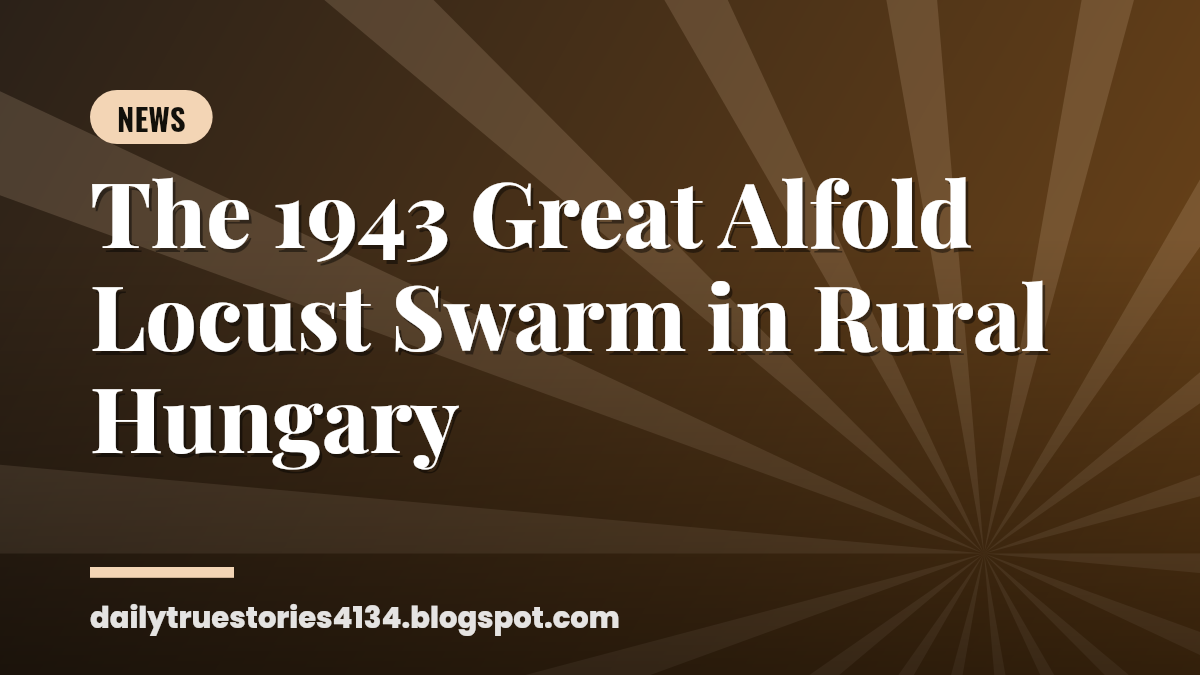 NEWS
The 1943 Great Alfold
Locust Swarm in Rural
Hungary
dailytruestories4134.blogspot.com